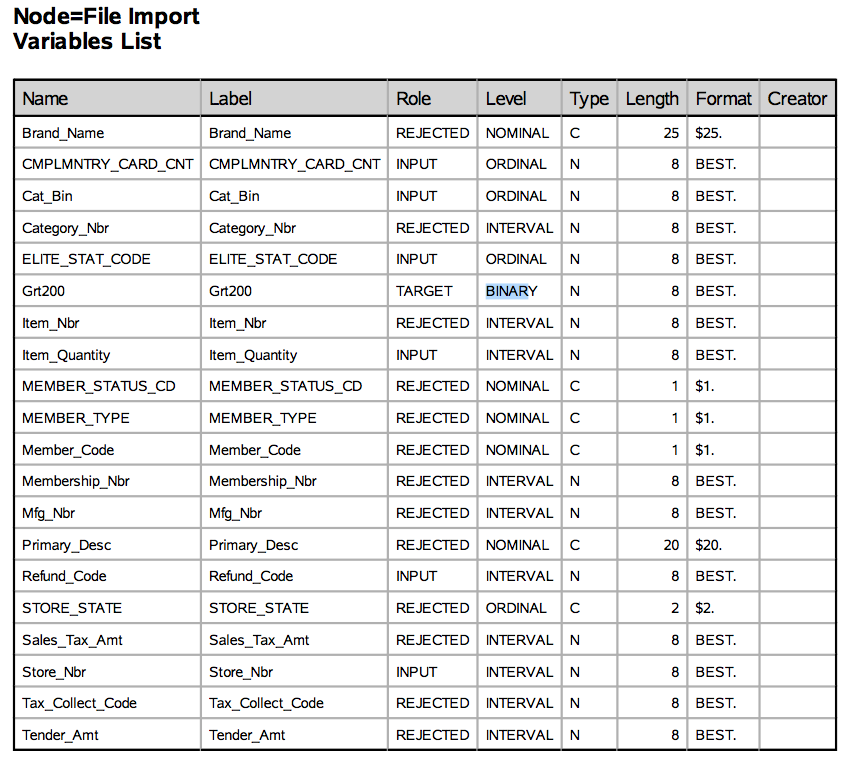 Node=File Import
Variables List
Name Label Role Level Type Length Format Creator
Brand_Name Brand_Name REJECTED NOMINAL C 25 $25.
CMPLMNTRY_CARD_CNT CMPLMNTRY_CARD_CNT INPUT ORDINAL N 8 BEST.
Cat_Bin Cat_Bin INPUT ORDINAL N 8 BEST.
Category_Nbr Category_Nbr REJECTED INTERVAL N 8 BEST.
ELITE_STAT_CODE ELITE_STAT_CODE INPUT ORDINAL N 8 BEST.
Grt200 Grt200 TARGET BINARY N 8 BEST.
Item_Nbr Item_Nbr REJECTED INTERVAL N 8 BEST.
Item_Quantity Item_Quantity INPUT INTERVAL N 8 BEST.
MEMBER_STATUS_CD MEMBER_STATUS_CD REJECTED NOMINAL C 1 $1.
MEMBER_TYPE MEMBER_TYPE REJECTED NOMINAL C 1 $1.
Member_Code Member_Code REJECTED NOMINAL C 1 $1.
Membership_Nbr Membership_Nbr REJECTED INTERVAL N 8 BEST.
Mfg_Nbr Mfg_Nbr REJECTED INTERVAL N 8 BEST.
Primary_Desc Primary_Desc REJECTED NOMINAL C 20 $20.
Refund_Code Refund_Code INPUT INTERVAL N 8 BEST.
STORE_STATE STORE_STATE REJECTED ORDINAL C 2 $2.
Sales_Tax_Amt Sales_Tax_Amt REJECTED INTERVAL N 8 BEST.
Store_Nbr Store_Nbr INPUT INTERVAL N 8 BEST.
Tax_Collect_Code Tax_Collect_Code REJECTED INTERVAL N 8 BEST.
Tender_Amt Tender_Amt REJECTED INTERVAL N 8 BEST.